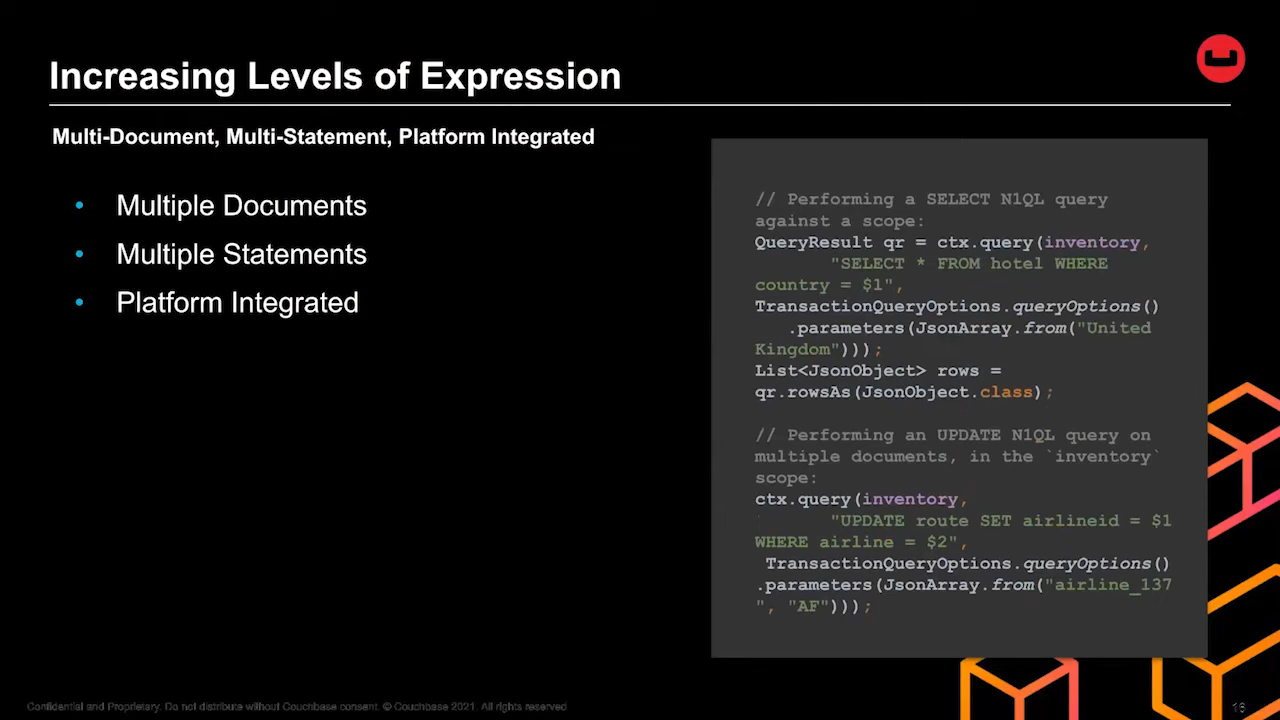 Increasing Levels of Expression
Multi-Document, Multi-Statement, Platform Integrated
• Multiple Documents
• Multiple Statements
• Platform Integrated
// Performing a SELECT N1QL query
against a scope:
QueryResult qr = ctx.query(inventory,
"SELECT * FROM hotel WHERE
country = $1",
TransactionQueryOptions.queryOptions()
.parameters(JsonArray.from("United
Kingdom")));
List<JsonObject> rows =
qr.rowsAs(JsonObject.class);
// Performing an UPDATE N1QL query on
multiple documents, in the `inventory`
scope:
ctx.query(inventory,
"UPDATE route SET airlineid = $1
WHERE airline = $2",
TransactionQueryOptions.queryOptions()
.parameters(JsonArray.from("airline_137
", "AF")));
Confidential and Proprietary. Do not distribute without Couchbase consent. © Couchbase 2021. All rights reserved
16